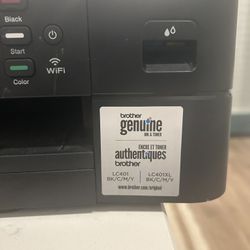 Black
Start
WiFi
Color
brother
genuine
INK & TONER
ENCRE ET TONER
authentiques
brother
LC401 LC401XL
BK/C/M/Y BK/C/M/Y
www.brother.com/original